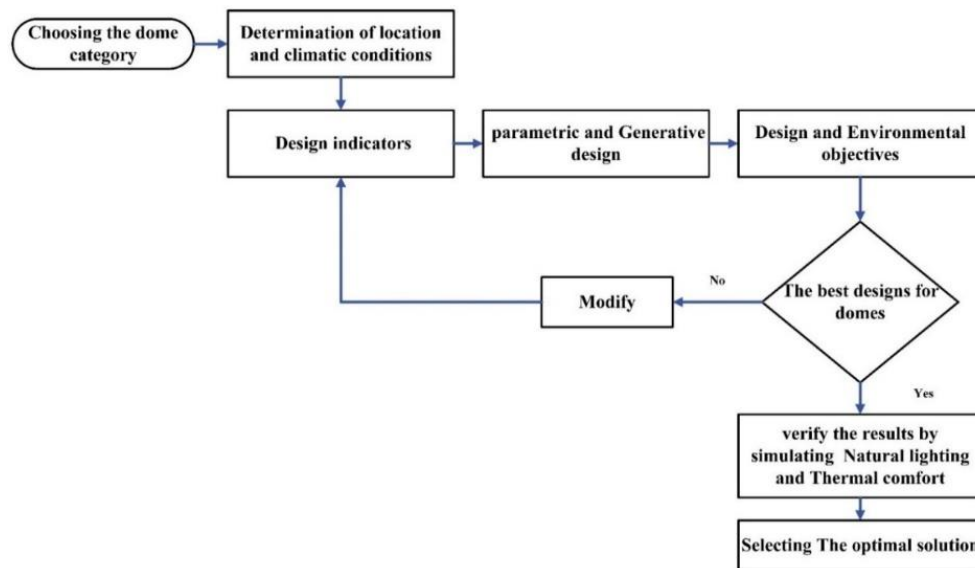 Choosing the dome
category
Determination of location
and climatic conditions
Design indicators
parametric and Generative
design
Design and Environmental
objectives
The best designs for
domes
No
Modify
Yes
verify the results by
simulating Natural lighting
and Thermal comfort
Selecting The optimal solution